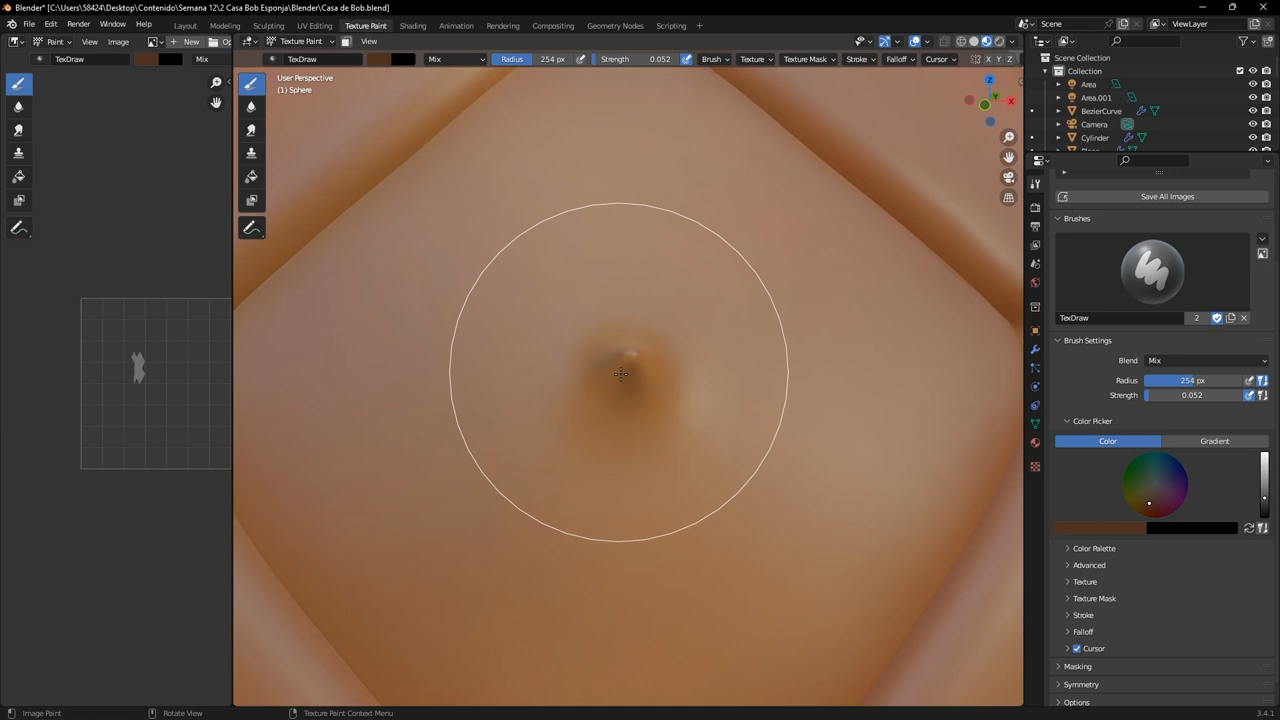 Blender* [C:\Users\58424\Desktop\Contenido\Semana 12\2 Casa Bob Esponja\Blender\Casa de Bob.blend]
File Edit Render Window Help Layout Modeling Sculpting UV Editing Texture Paint Shading Animation Rendering Compositing Geometry Nodes Scripting + Scene ViewLayer
Paint View Image New Op Texture Paint View
TexDraw Mix TexDraw Mix Radius 254 px Strength 0.052 Brush Texture Texture Mask Stroke Falloff Cursor X Y Z
User Perspective
(1) Sphere
Z
Y
X
Scene Collection
Collection
Area
Area.001
BezierCurve
Camera
Cylinder
Save All Images
Brushes
TexDraw 2
Brush Settings
Blend Mix
Radius 254 px
Strength 0.052
Color Picker
Color Gradient
Color Palette
Advanced
Texture
Texture Mask
Stroke
Falloff
Cursor
Masking
Symmetry
Options
Image Paint Rotate View Texture Paint Context Menu 3.4.1